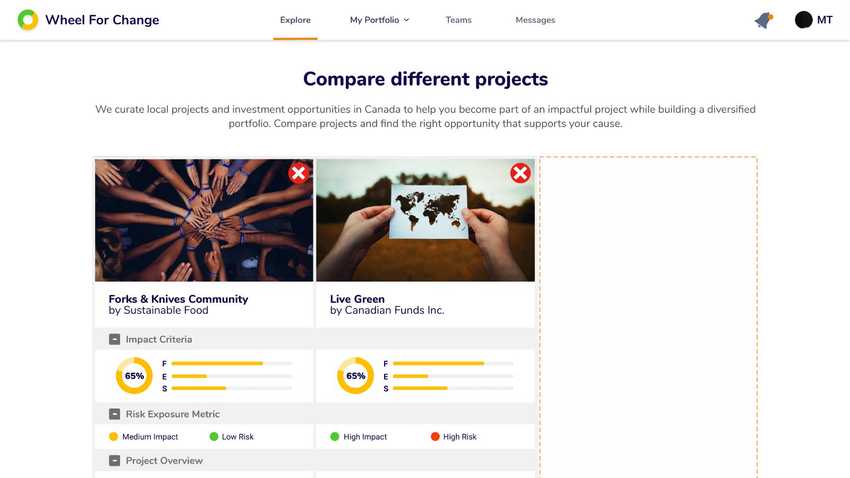 Wheel For Change
Explore
My Portfolio
Teams
Messages
MT
Compare different projects
We curate local projects and investment opportunities in Canada to help you become part of an impactful project while building a diversified
portfolio. Compare projects and find the right opportunity that supports your cause.
Forks & Knives Community
by Sustainable Food
Live Green
by Canadian Funds Inc.
Impact Criteria
65%
F
E
S
65%
F
E
S
Risk Exposure Metric
Medium Impact
Low Risk
High Impact
High Risk
Project Overview